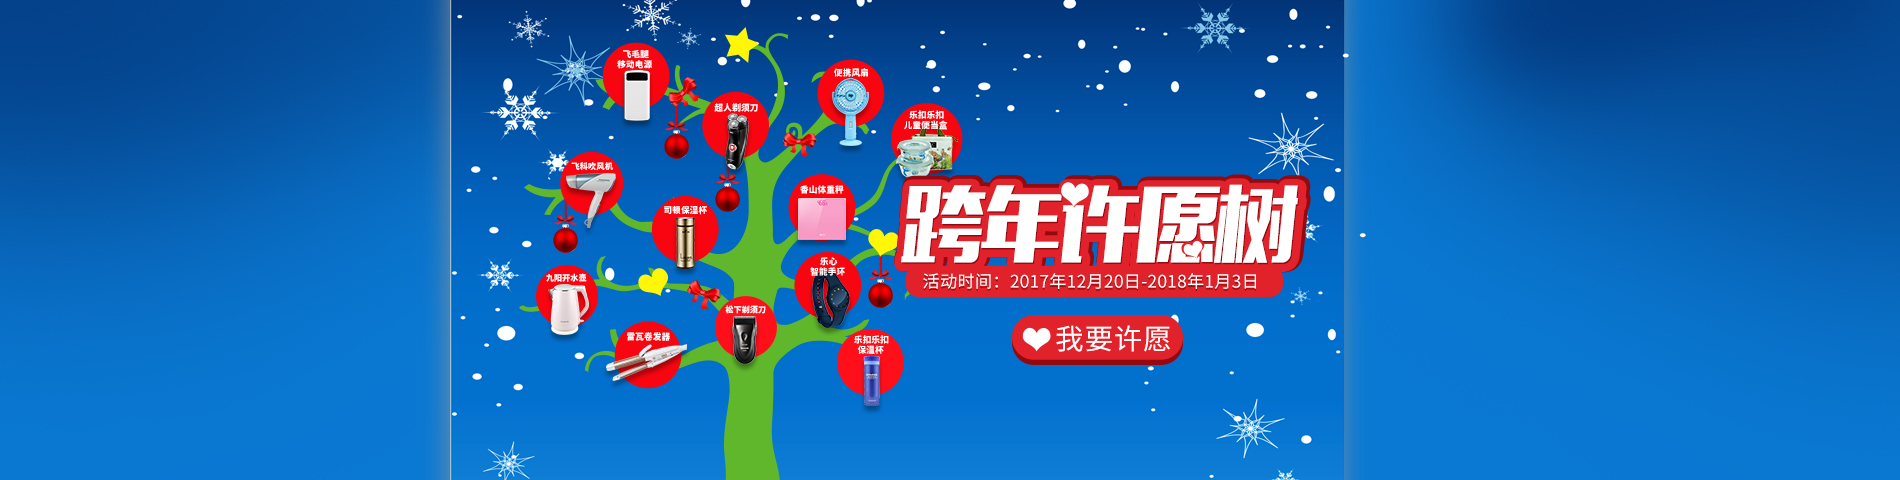 飞毛腿
移动电源
超人剃须刀
便携风扇
乐扣乐扣
儿童便当盒
飞科吹风机
司顿保温杯
香山体重秤
乐心
智能手环
九阳开水壶
松下剃须刀
雷瓦卷发器
乐扣乐扣
保温杯
跨年许愿树
活动时间：2017年12月20日-2018年1月3日
我要许愿